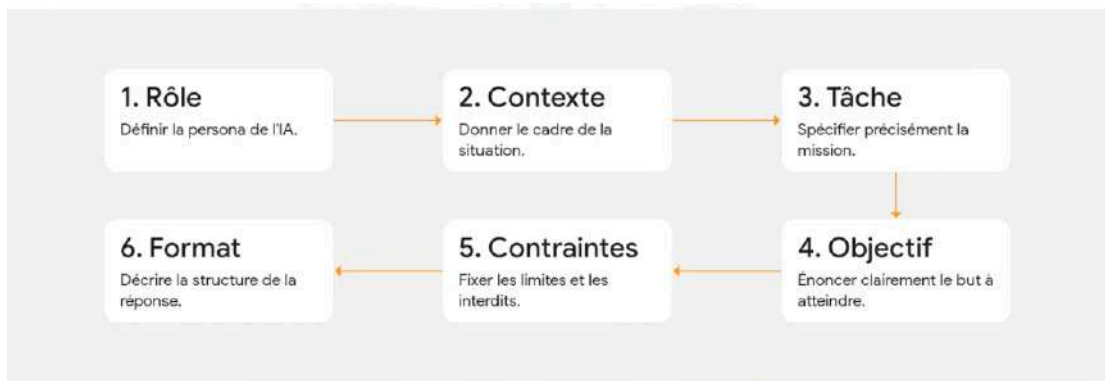 1. Rôle
Définir la persona de l'IA.
2. Contexte
Donner le cadre de la
situation.
3. Tâche
Spécifier précisément la
mission.
4. Objectif
Énoncer clairement le but à
atteindre.
5. Contraintes
Fixer les limites et les
interdits.
6. Format
Décrire la structure de la
réponse.